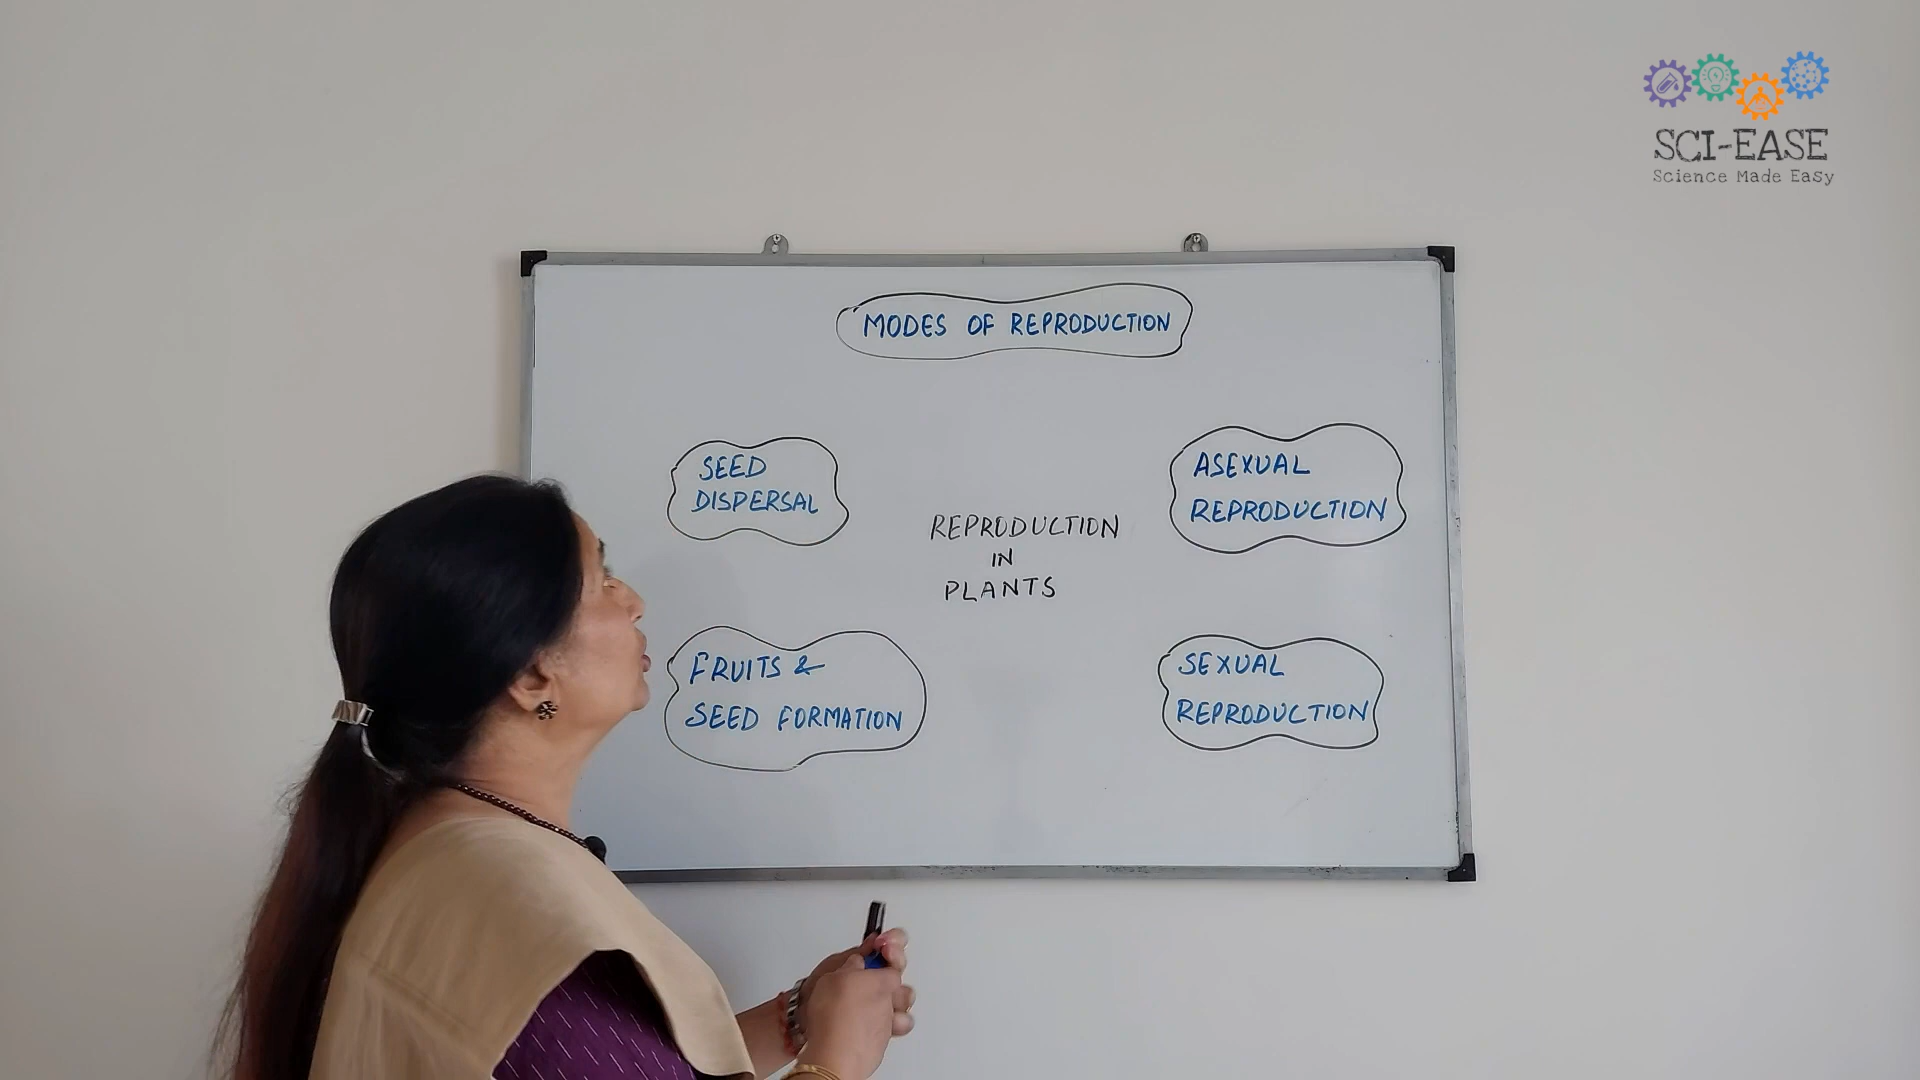 SCI-EASE
Science Made Easy
MODES OF REPRODUCTION
SEED
DISPERSAL
ASEXUAL
REPRODUCTION
REPRODUCTION
IN
PLANTS
FRUITS &
SEED FORMATION
SEXUAL
REPRODUCTION